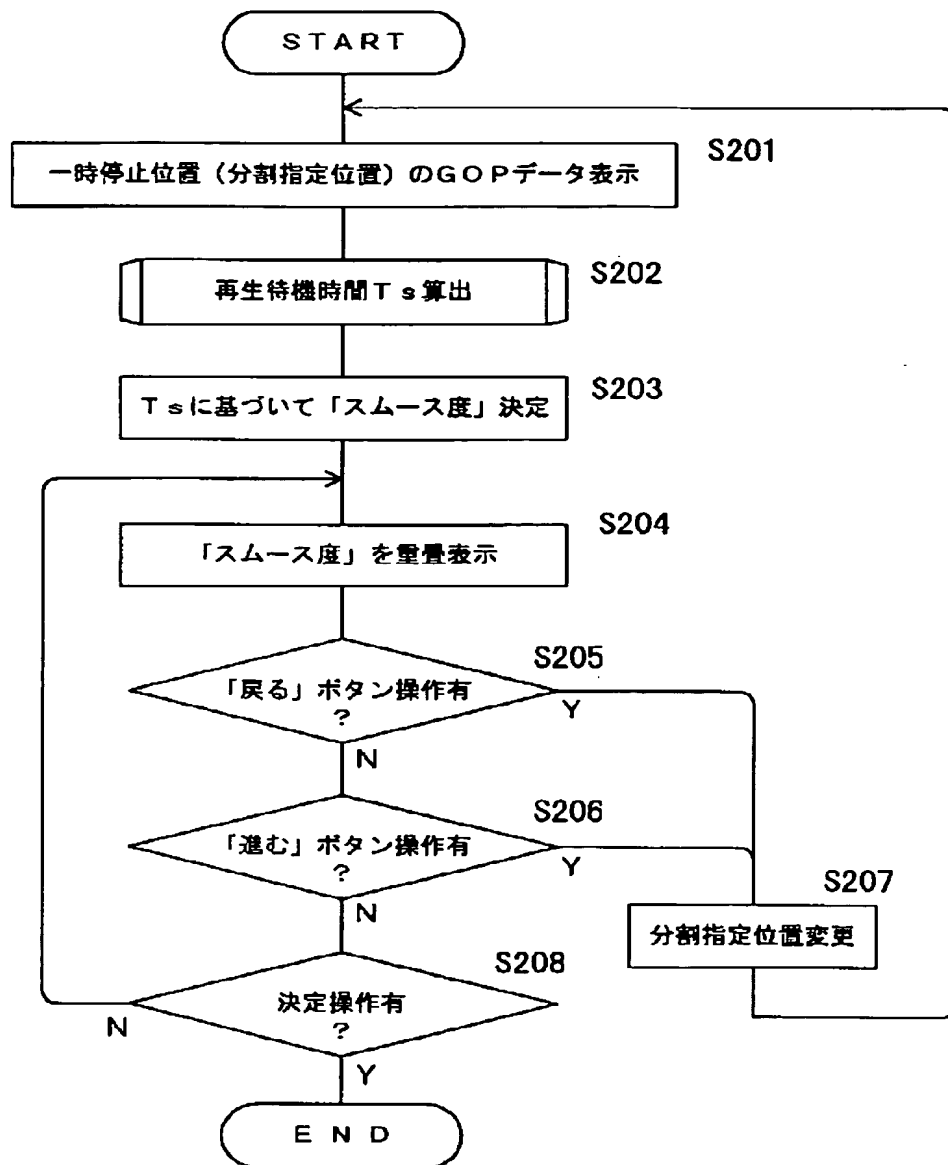 START
S201
一時停止位置(分割指定位置)のGOPデータ表示
S202
再生待機時間Ts算出
S203
Tsに基づいて「スムース度」決定
S204
「スムース度」を重畳表示
S205
「戻る」ボタン操作有
?
Y
N
S206
「進む」ボタン操作有
?
Y
N
S207
分割指定位置変更
S208
決定操作有
?
N
Y
END